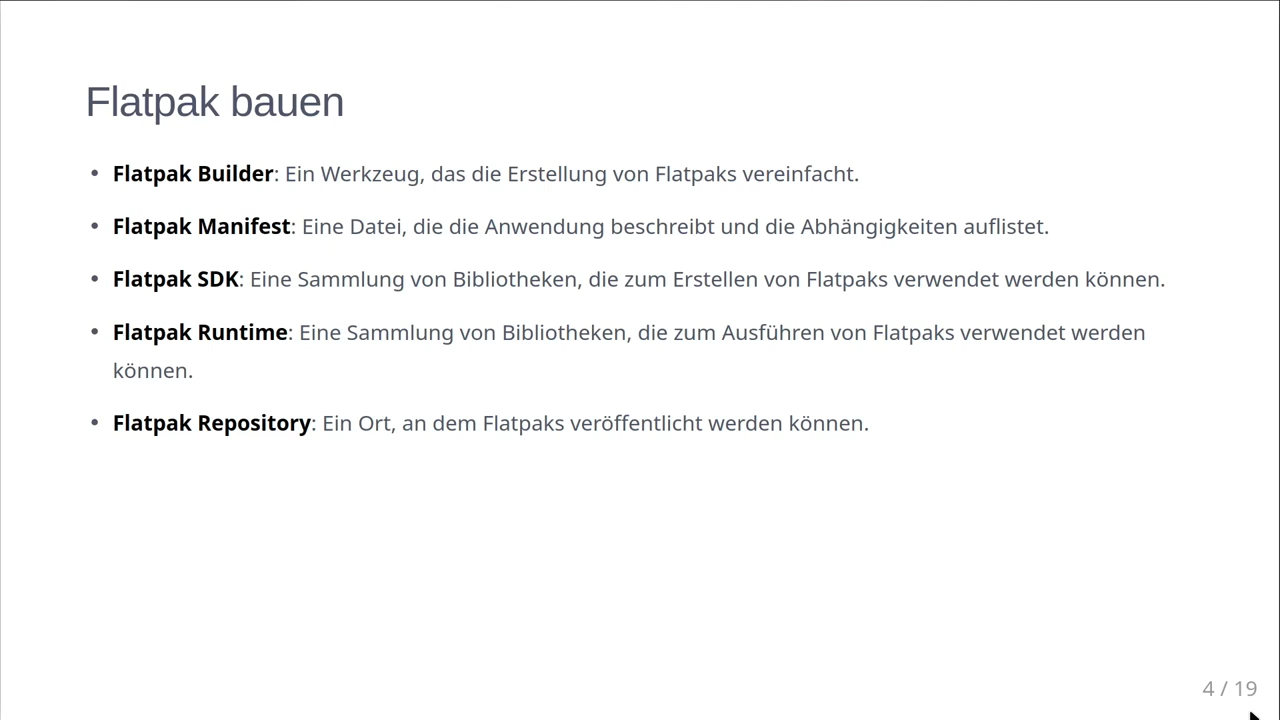 Flatpak bauen
• Flatpak Builder: Ein Werkzeug, das die Erstellung von Flatpaks vereinfacht.
• Flatpak Manifest: Eine Datei, die die Anwendung beschreibt und die Abhängigkeiten auflistet.
• Flatpak SDK: Eine Sammlung von Bibliotheken, die zum Erstellen von Flatpaks verwendet werden können.
• Flatpak Runtime: Eine Sammlung von Bibliotheken, die zum Ausführen von Flatpaks verwendet werden
können.
• Flatpak Repository: Ein Ort, an dem Flatpaks veröffentlicht werden können.
4 / 19